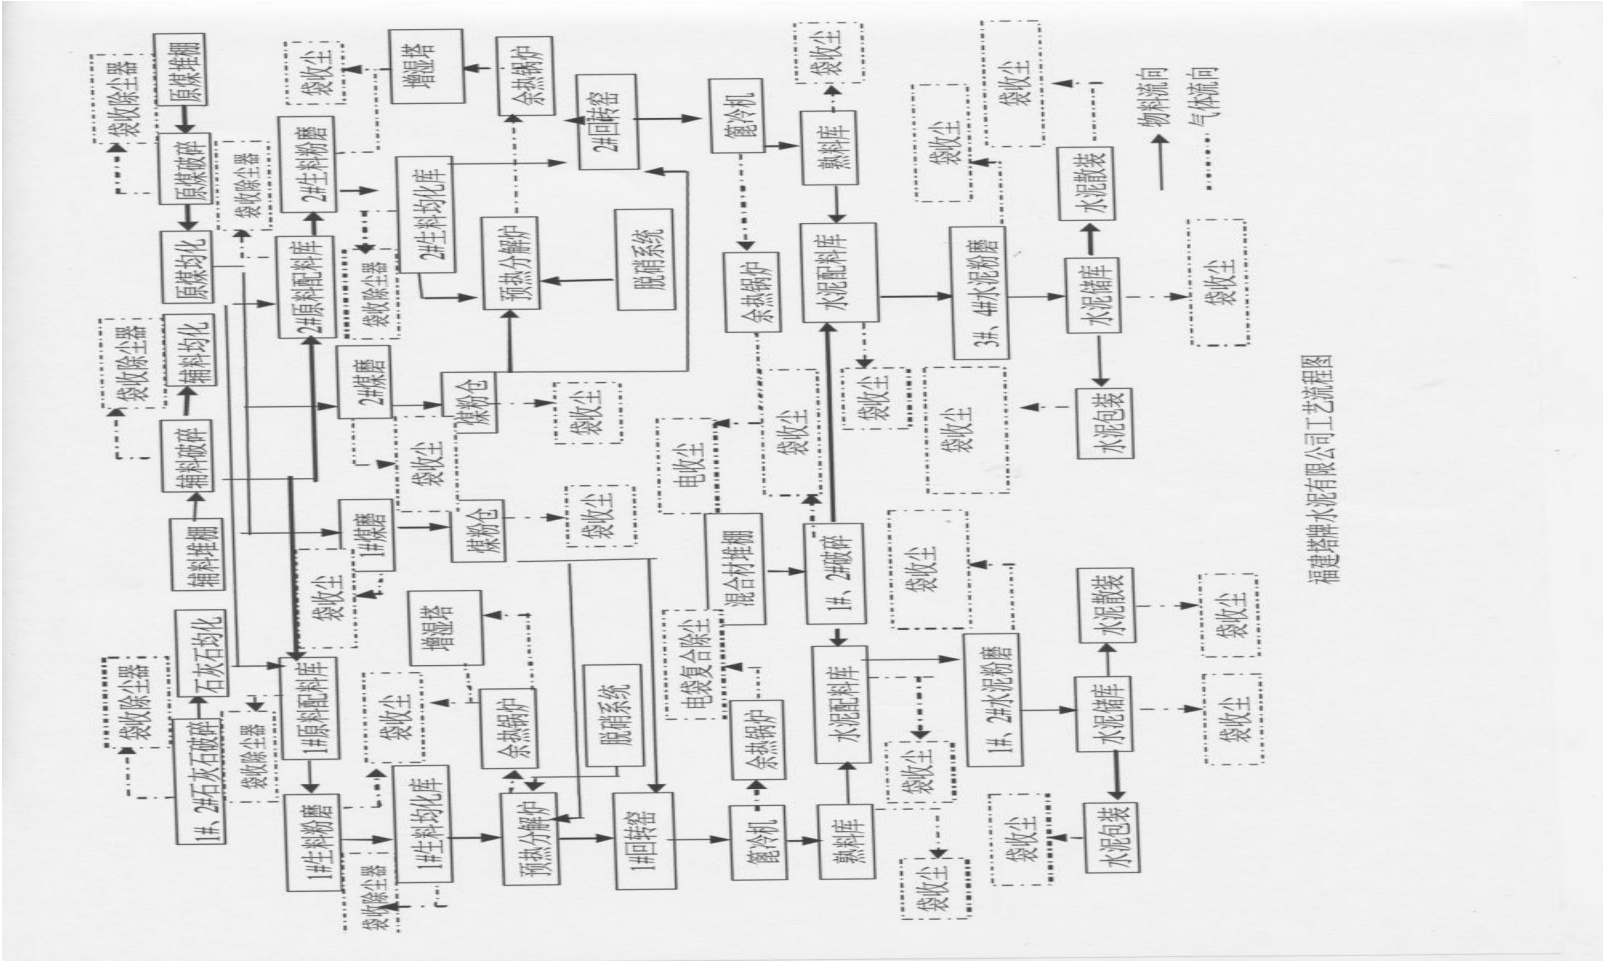 袋收除尘器
袋收除尘器
袋收除尘器
1#、2#石灰石破碎
石灰石均化
辅料堆棚
辅料破碎
辅料均化
原煤均化
原煤破碎
原煤堆棚
袋收除尘器
袋收除尘器
1#生料粉磨
1#原料配料库
袋收尘
2#原料配料库
2#生料粉磨
袋收尘
袋收除尘器
袋收尘
1#煤磨
2#煤磨
袋收除尘器
1#生料均化库
增湿塔
袋收尘
2#生料均化库
增湿塔
煤粉仓
煤粉仓
预热分解炉
余热锅炉
预热分解炉
余热锅炉
脱硝系统
袋收尘
袋收尘
1#回转窑
脱硝系统
2#回转窑
电袋复合除尘
电收尘
篦冷机
余热锅炉
混合材堆棚
余热锅炉
篦冷机
袋收尘
熟料库
水泥配料库
1#、2#破碎
水泥配料库
熟料库
袋收尘
袋收尘
袋收尘
袋收尘
袋收尘
袋收尘
袋收尘
1#、2#水泥粉磨
3#、4#水泥粉磨
袋收尘
袋收尘
水泥包装
水泥储库
水泥散装
水泥包装
水泥储库
水泥散装
物料流向
袋收尘
袋收尘
袋收尘
气体流向
福建塔牌水泥有限公司工艺流程图